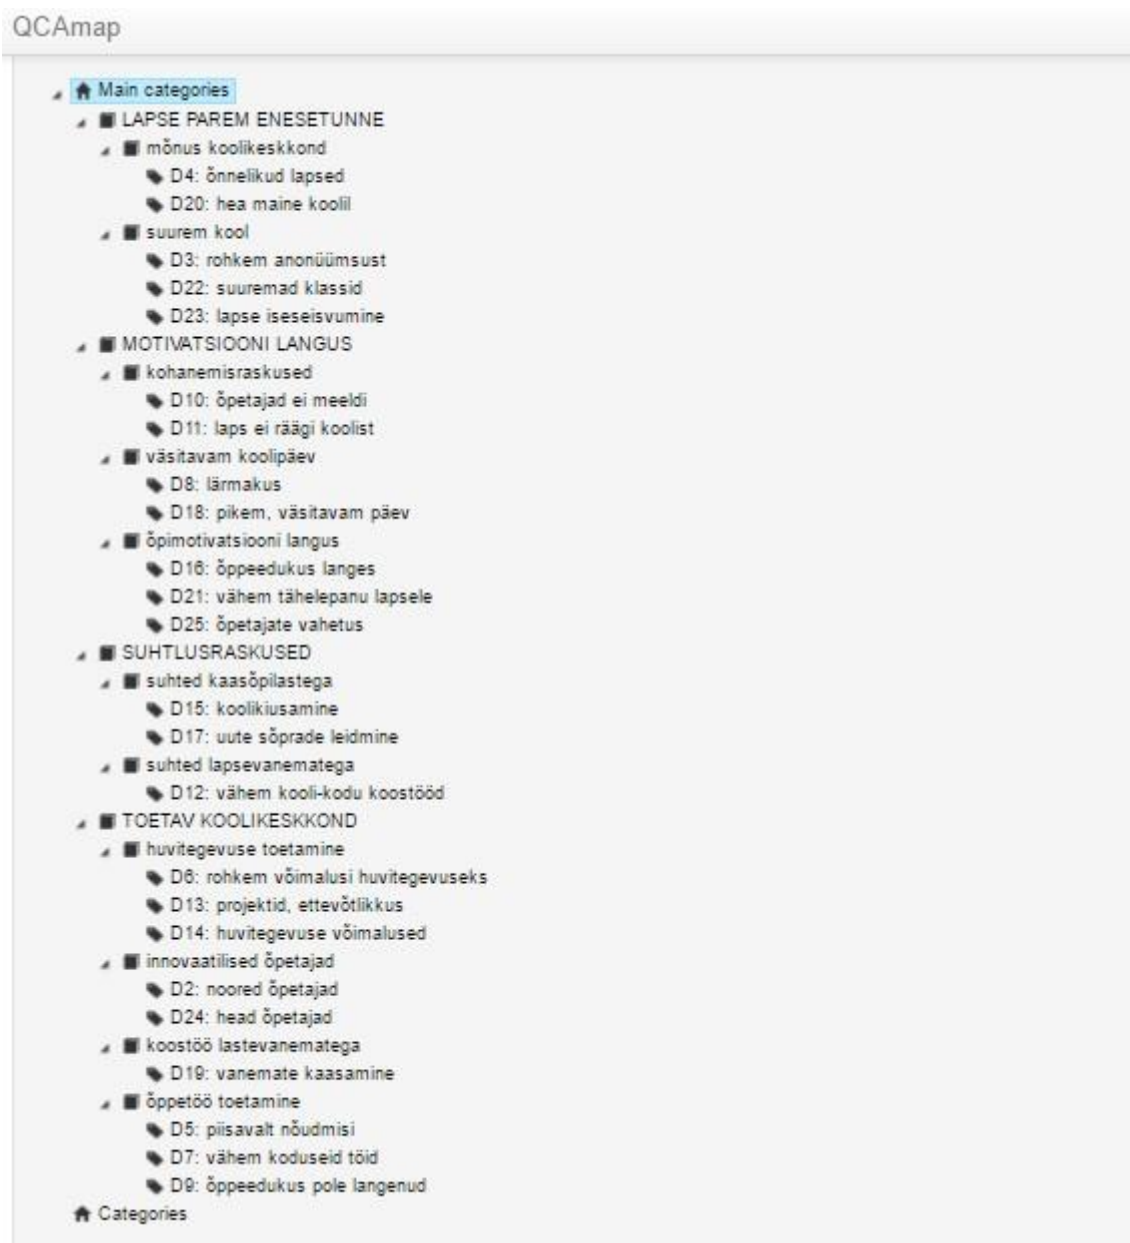 QCAmap
Main categories
LAPSE PAREM ENESETUNNE
mõnus koolikeskkond
D4: õnnelikud lapsed
D20: hea maine koolil
suurem kool
D3: rohkem anonüümsust
D22: suuremad klassid
D23: lapse iseseisvumine
MOTIVATSIOONI LANGUS
kohanemisraskused
D10: õpetajad ei meeldi
D11: laps ei räägi koolist
väsitavam koolipäev
D8: lärmakus
D18: pikem, väsitavam päev
õpimotivatsiooni langus
D16: õppeedukus langes
D21: vähem tähelepanu lapsele
D25: õpetajate vahetus
SUHTLUSRASKUSED
suhted kaasõpilastega
D15: koolikiusamine
D17: uute sõprade leidmine
suhted lapsevanematega
D12: vähem kooli-kodu koostööd
TOETAV KOOLIKESKKOND
huvitegevuse toetamine
D6: rohkem võimalusi huvitegevuseks
D13: projektid, ettevõtlikkus
D14: huvitegevuse võimalused
innovaatilised õpetajad
D2: noored õpetajad
D24: head õpetajad
koostöö lastevanematega
D19: vanemate kaasamine
õppetöö toetamine
D5: piisavalt nõudmisi
D7: vähem koduseid töid
D9: õppeedukus pole langenud
Categories